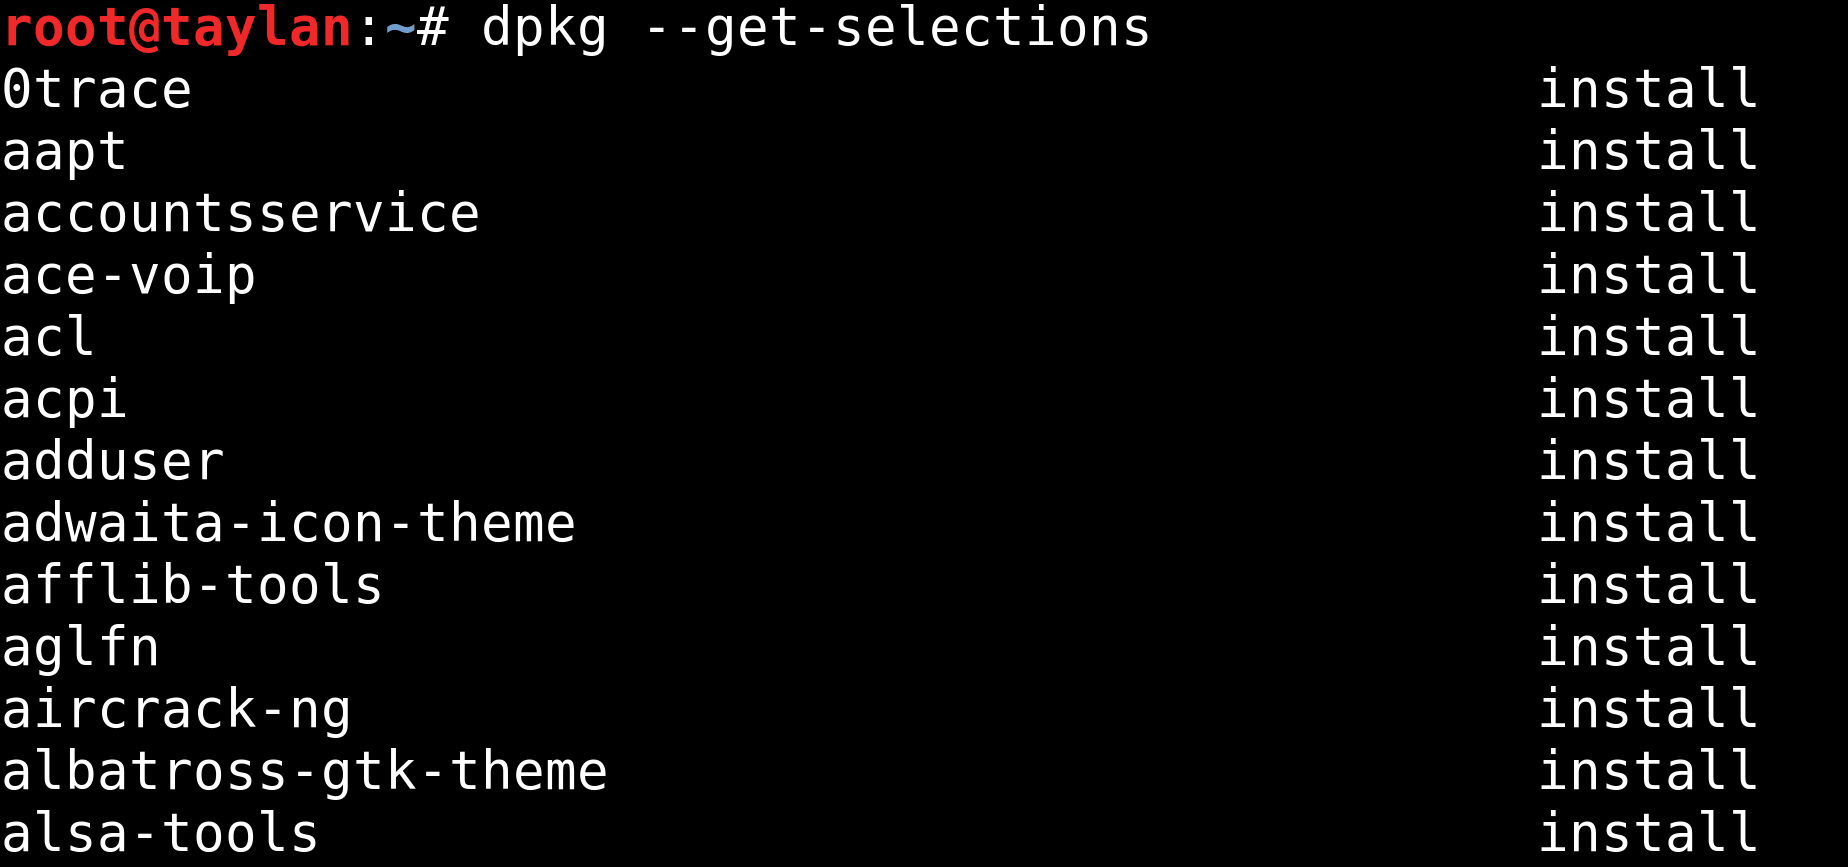 root@taylan:~# dpkg --get-selections
0trace install
aapt install
accountsservice install
ace-voip install
acl install
acpi install
adduser install
adwaita-icon-theme install
afflib-tools install
aglfn install
aircrack-ng install
albatross-gtk-theme install
alsa-tools install